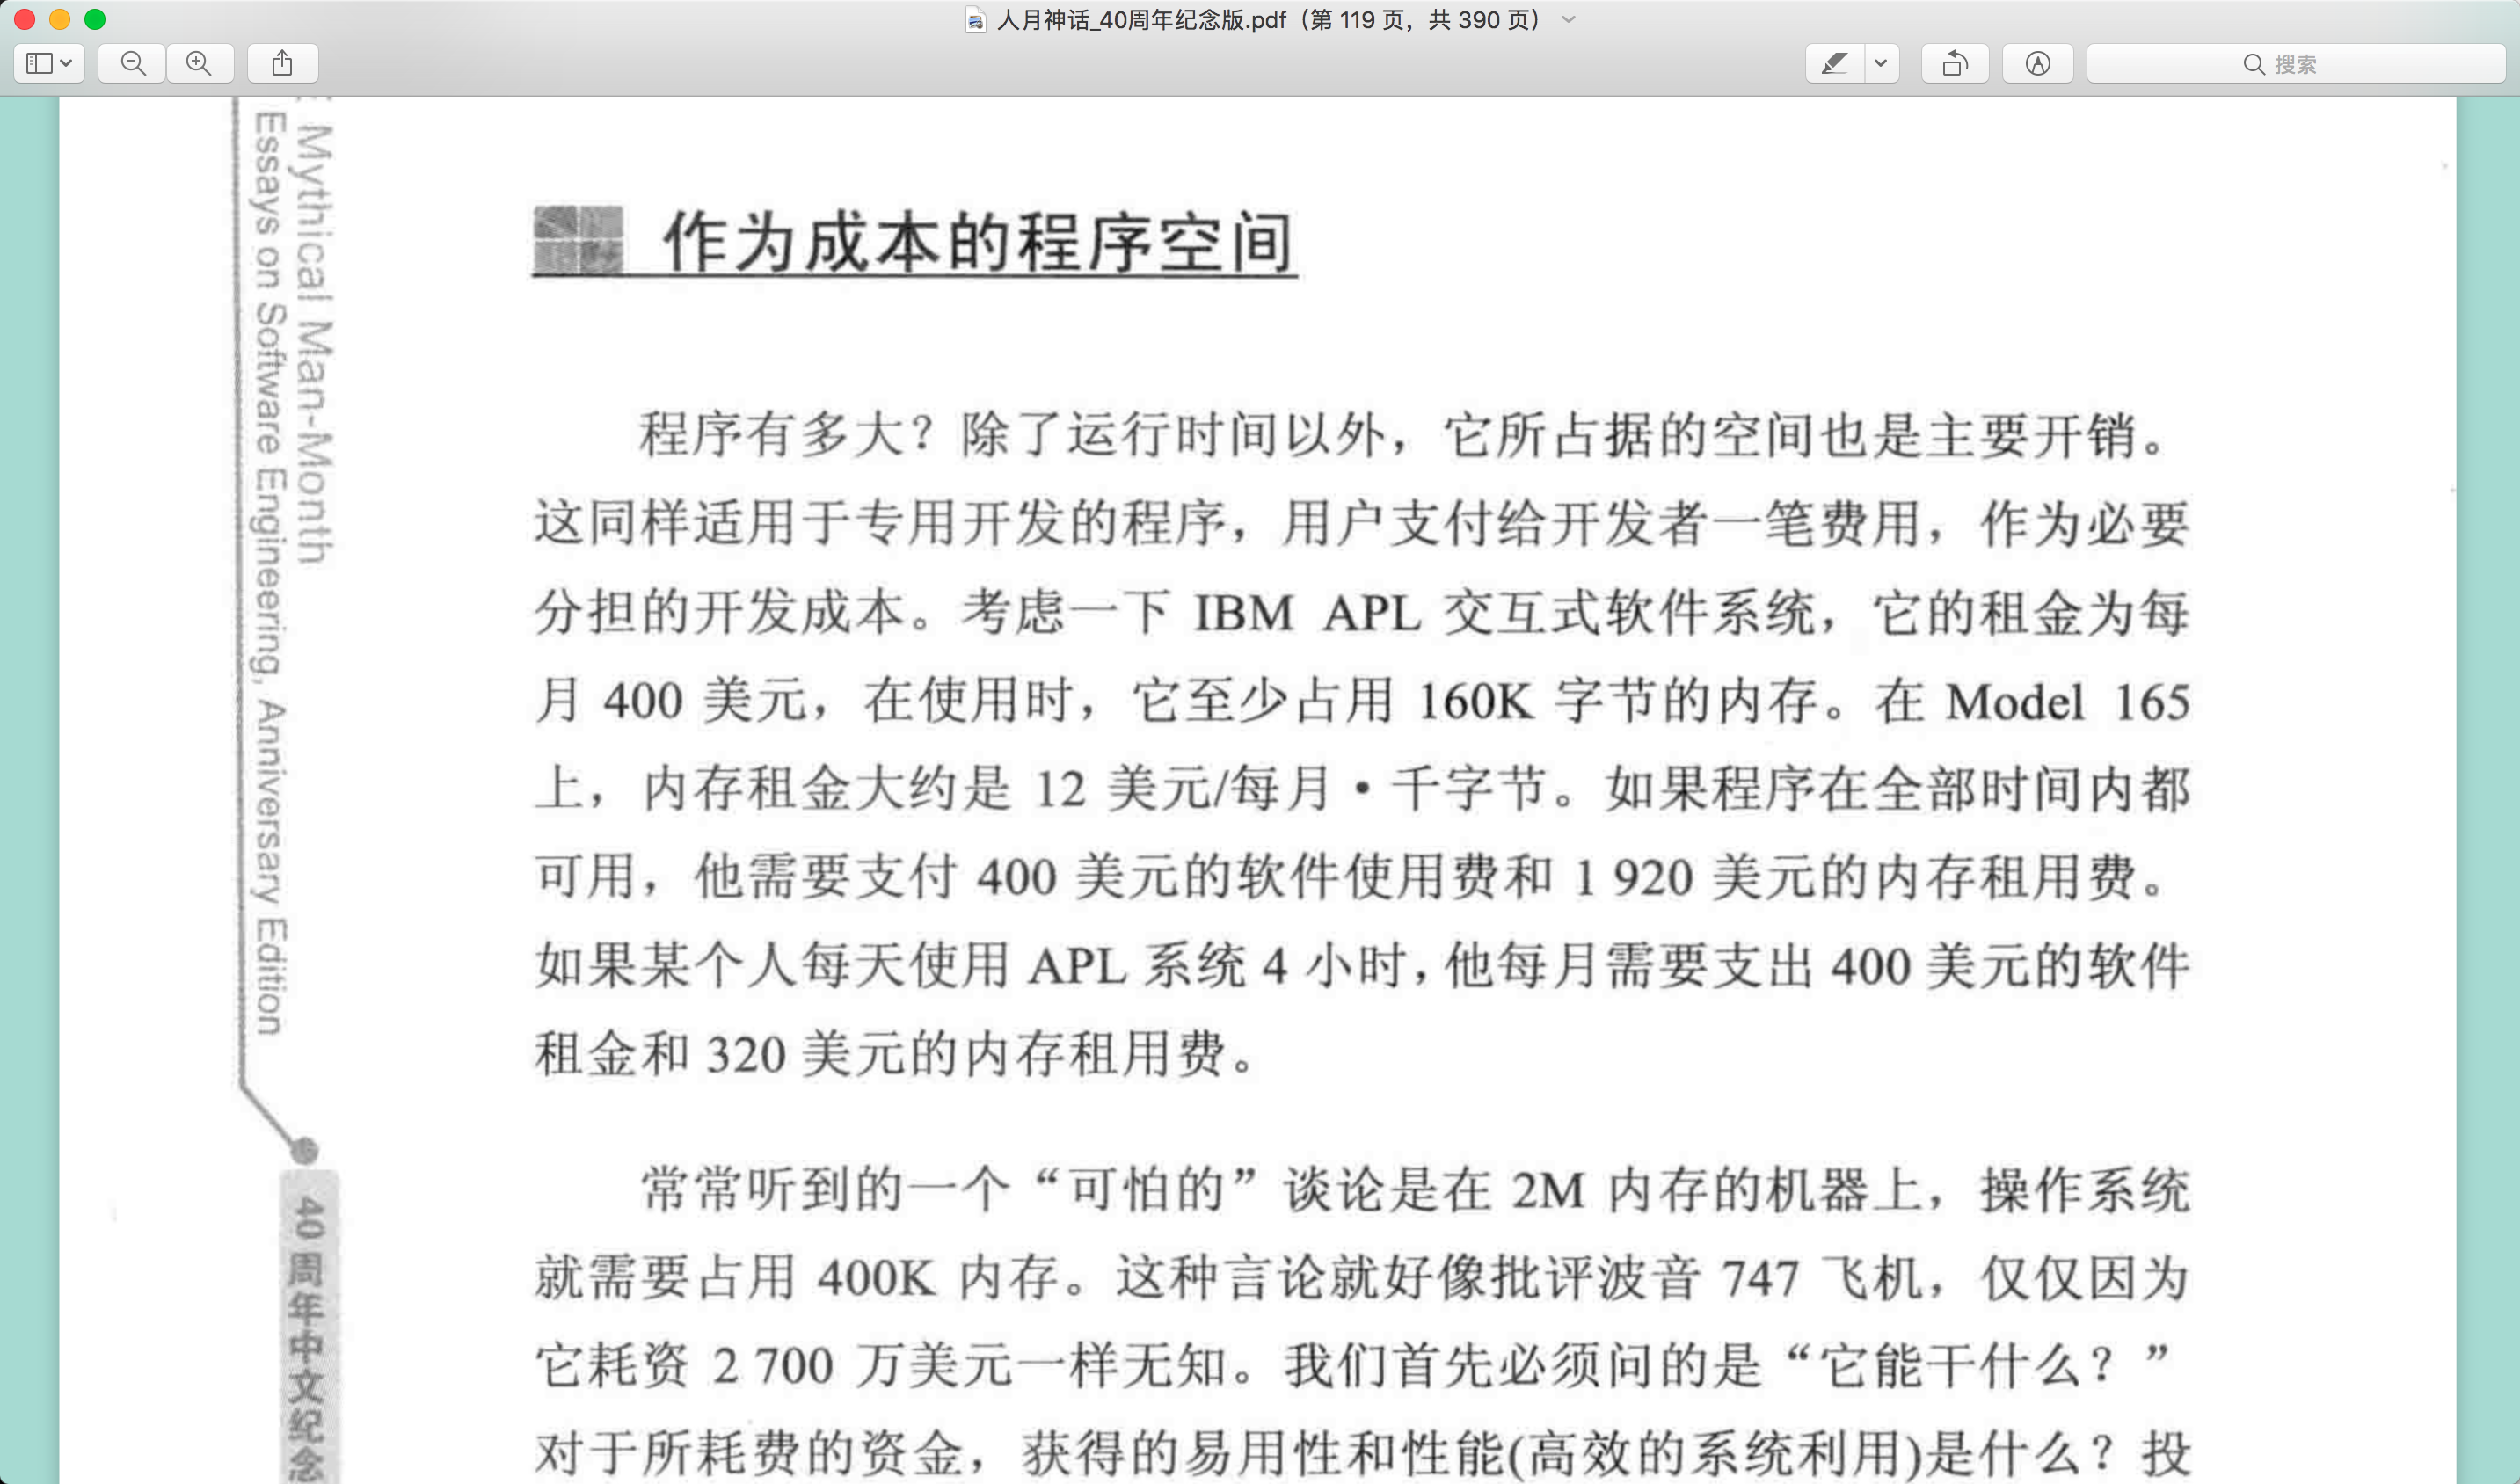 人月神话_40周年纪念版.pdf（第 119 页，共 390 页）
搜索
Mythical Man-Month
Essays on Software Engineering, Anniversary Edition
40周年中文纪念
作为成本的程序空间
程序有多大？除了运行时间以外，它所占据的空间也是主要开销。
这同样适用于专用开发的程序，用户支付给开发者一笔费用，作为必要
分担的开发成本。考虑一下 IBM APL 交互式软件系统，它的租金为每
月 400 美元，在使用时，它至少占用 160K 字节的内存。在 Model 165
上，内存租金大约是 12 美元/每月·千字节。如果程序在全部时间内都
可用，他需要支付 400 美元的软件使用费和 1 920 美元的内存租用费。
如果某个人每天使用 APL 系统 4 小时，他每月需要支出 400 美元的软件
租金和 320 美元的内存租用费。
常常听到的一个“可怕的”谈论是在 2M 内存的机器上，操作系统
就需要占用 400K 内存。这种言论就好像批评波音 747 飞机，仅仅因为
它耗资 2 700 万美元一样无知。我们首先必须问的是“它能干什么？”
对于所耗费的资金，获得的易用性和性能(高效的系统利用)是什么？投